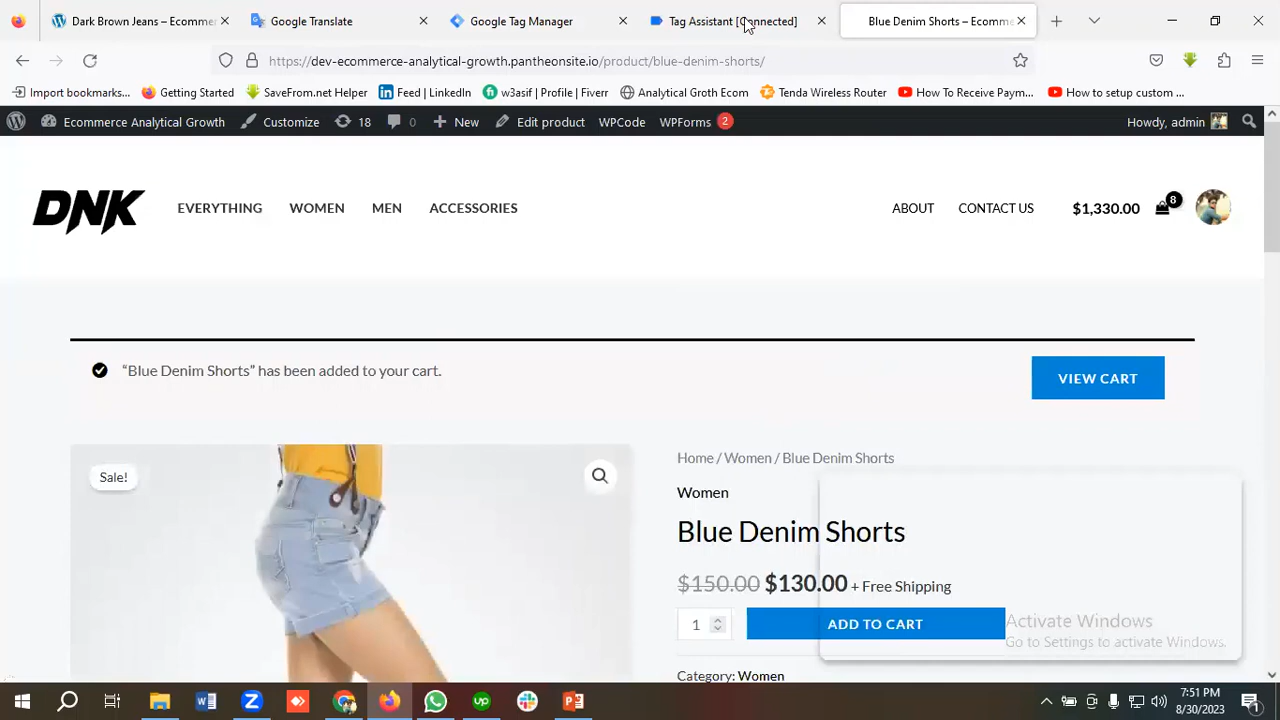 Dark Brown Jeans – Ecommer
Google Translate
Google Tag Manager
Tag Assistant [Connected]
Blue Denim Shorts – Ecomme
https://dev-ecommerce-analytical-growth.pantheonsite.io/product/blue-denim-shorts/
Import bookmarks...
Getting Started
SaveFrom.net Helper
Feed | LinkedIn
w3asif | Profile | Fiverr
Analytical Groth Ecom
Tenda Wireless Router
How To Receive Paym...
How to setup custom ...
Ecommerce Analytical Growth
Customize
18
0
New
Edit product
WPCode
WPForms 2
Howdy, admin
DNK
EVERYTHING
WOMEN
MEN
ACCESSORIES
ABOUT
CONTACT US
$1,330.00
8
“Blue Denim Shorts” has been added to your cart.
VIEW CART
Sale!
Home / Women / Blue Denim Shorts
Women
Blue Denim Shorts
$150.00 $130.00 + Free Shipping
1
ADD TO CART
Category: Women
Activate Windows
Go to Settings to activate Windows.
7:51 PM
8/30/2023
1